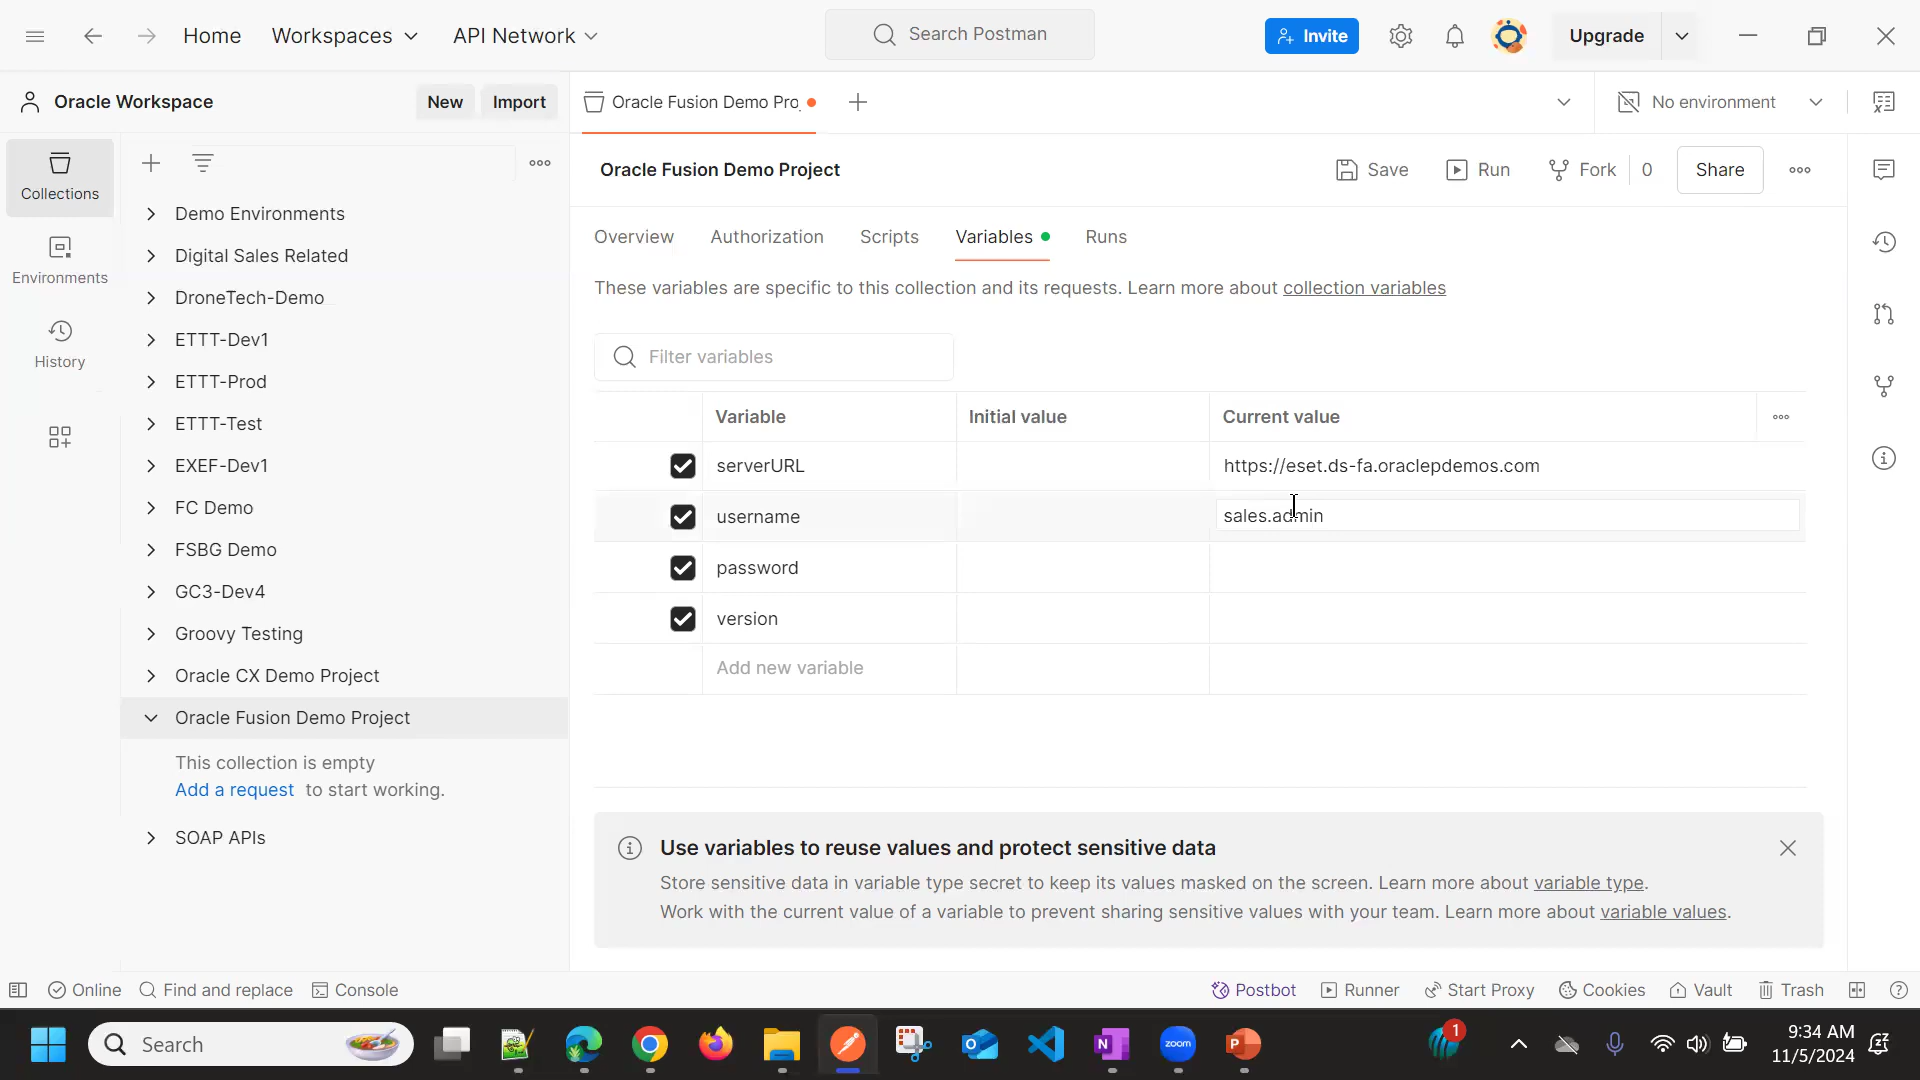 Home Workspaces API Network Search Postman Invite Upgrade
Oracle Workspace New Import Oracle Fusion Demo Pro No environment
Collections
Environments
History
Demo Environments
Digital Sales Related
DroneTech-Demo
ETTT-Dev1
ETTT-Prod
ETTT-Test
EXEF-Dev1
FC Demo
FSBG Demo
GC3-Dev4
Groovy Testing
Oracle CX Demo Project
Oracle Fusion Demo Project
This collection is empty
Add a request to start working.
SOAP APIs
Oracle Fusion Demo Project Save Run Fork 0 Share
Overview Authorization Scripts Variables Runs
These variables are specific to this collection and its requests. Learn more about collection variables
Filter variables
Variable Initial value Current value
serverURL https://eset.ds-fa.oraclepdemos.com
username sales.admin
password
version
Add new variable
Use variables to reuse values and protect sensitive data
Store sensitive data in variable type secret to keep its values masked on the screen. Learn more about variable type.
Work with the current value of a variable to prevent sharing sensitive values with your team. Learn more about variable values.
Online Find and replace Console Postbot Runner Start Proxy Cookies Vault Trash
Search zoom 1 9:34 AM
11/5/2024